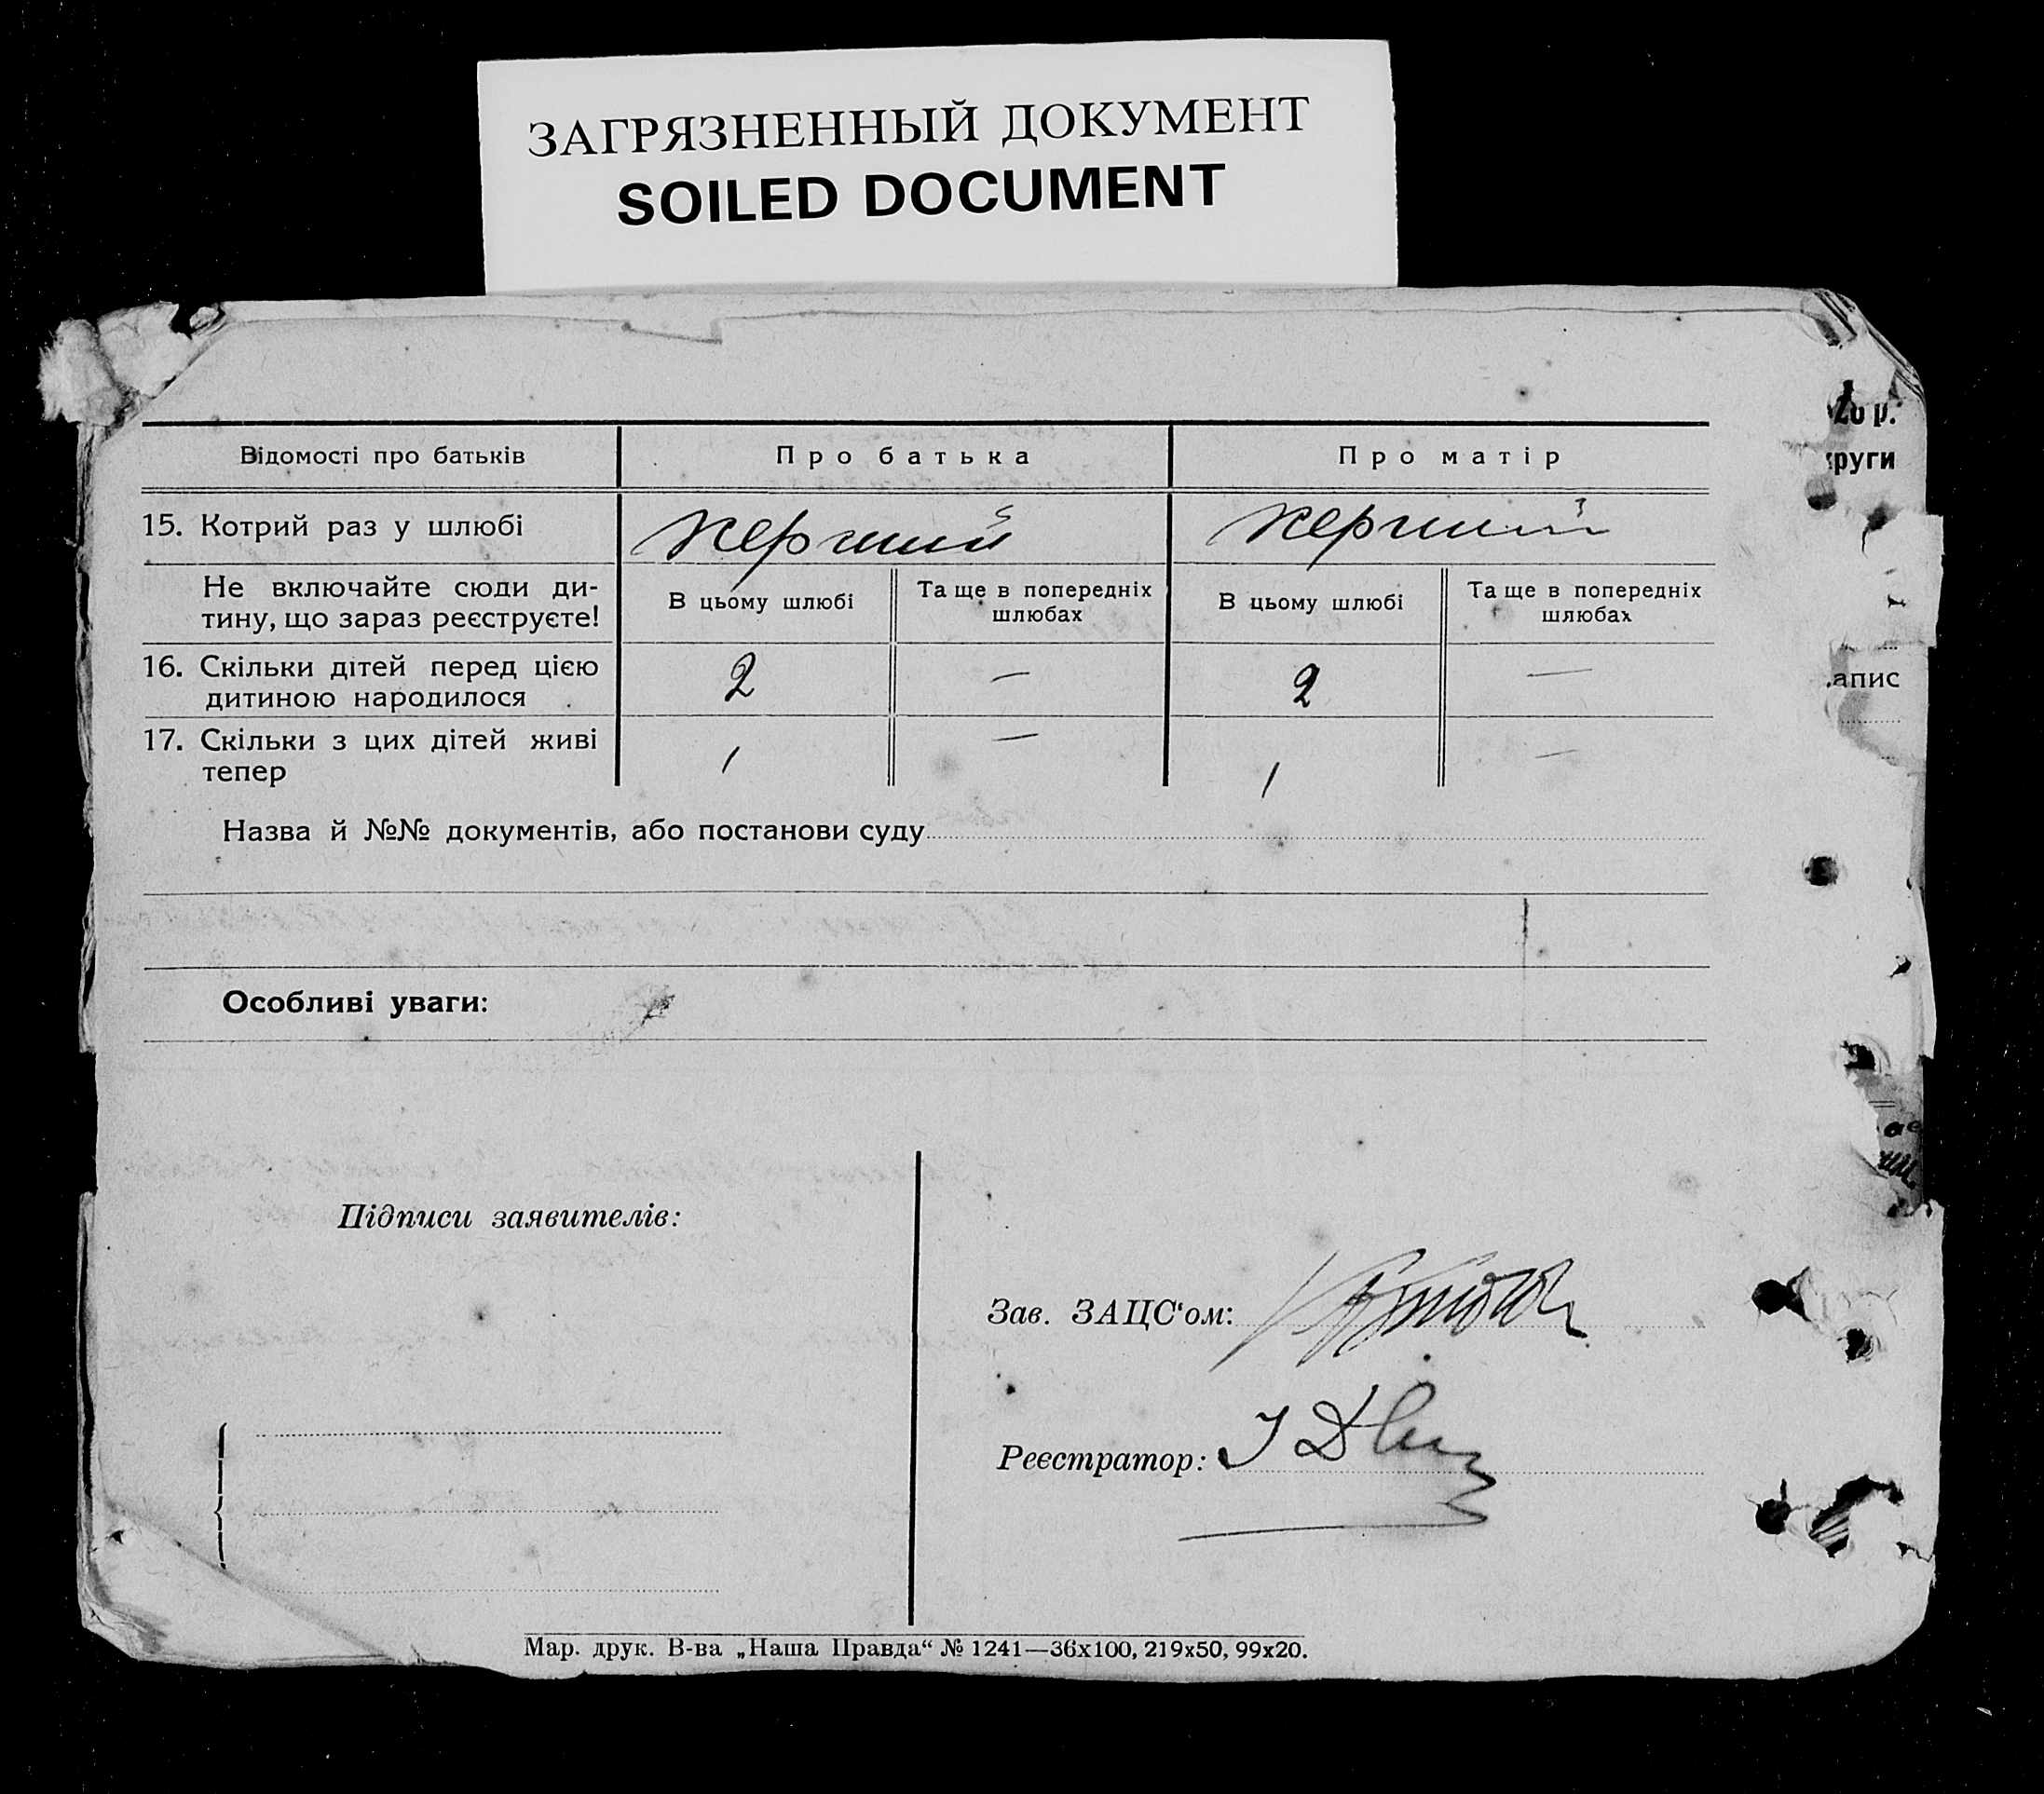 ЗАГРЯЗНЕННЫЙ ДОКУМЕНТ
SOILED DOCUMENT
Відомості про батьків Про батька Про матір
15. Котрий раз у шлюбі перший перший
Не включайте сюди ди-
тину, що зараз реєструєте!
В цьому шлюбі Та ще в попередніх
шлюбах
В цьому шлюбі Та ще в попередніх
шлюбах
16. Скільки дітей перед цією
дитиною народилося 2 — 2 —
17. Скільки з цих дітей живі
тепер 1 — 1 —
Назва й №№ документів, або постанови суду
Особливі уваги:
Підписи заявителів:
Зав. ЗАЦС‘ом:
Реєстратор:
Мар. друк. В-ва „Наша Правда“ № 1241—36х100, 219х50, 99х20.
р.
руги
апис